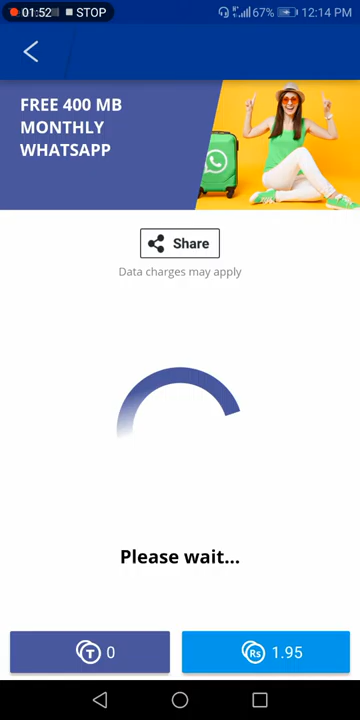 01:52 STOP 67% 12:14 PM
FREE 400 MB
MONTHLY
WHATSAPP
Share
Data charges may apply
Please wait...
T 0
Rs 1.95